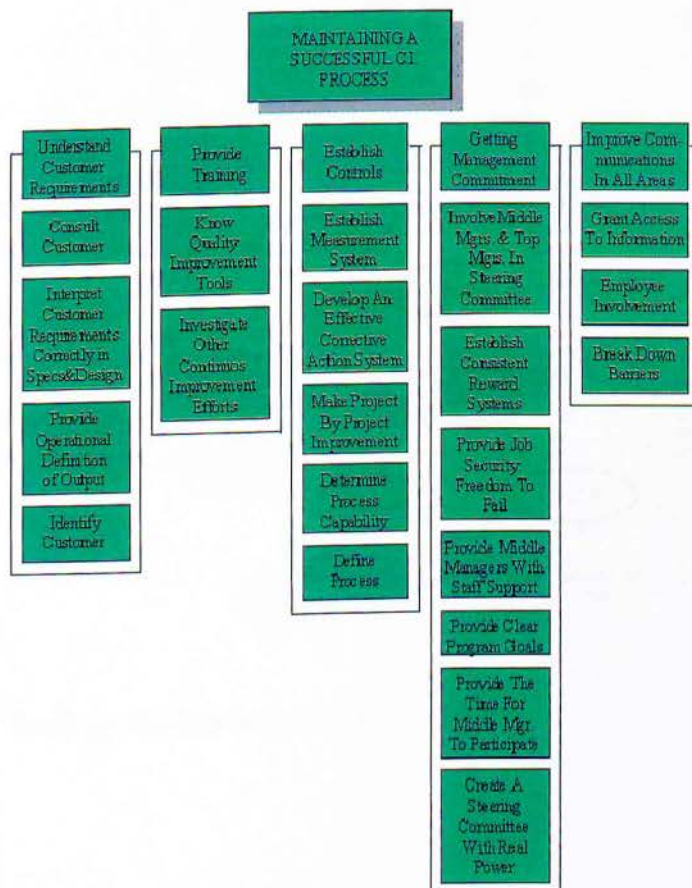 MAINTAINING A
SUCCESSFUL C.I.
PROCESS
Understand
Customer
Requirements
Consult
Customer
Interpret
Customer
Requirements
Correctly in
Specs&Design
Provide
Operational
Definition
of Output
Identify
Customer
Provide
Training
Know
Quality
Improvement
Tools
Investigate
Other
Continuos
Improvement
Efforts
Establish
Controls
Establish
Measurement
System
Develop An
Effective
Corrective
Action System
Make Project
By Project
Improvement
Determine
Process
Capability
Define
Process
Getting
Management
Commitment
Involve Middle
Mgrs. & Top
Mgrs. In
Steering
Committee
Establish
Consistent
Reward
Systems
Provide Job
Security:
Freedom To
Fail
Provide Middle
Managers With
Staff Support
Provide Clear
Program Goals
Provide The
Time For
Middle Mgr.
To Participate
Create A
Steering
Committee
With Real
Power
Improve Com-
munications
In All Areas
Grant Access
To Information
Employee
Involvement
Break Down
Barriers